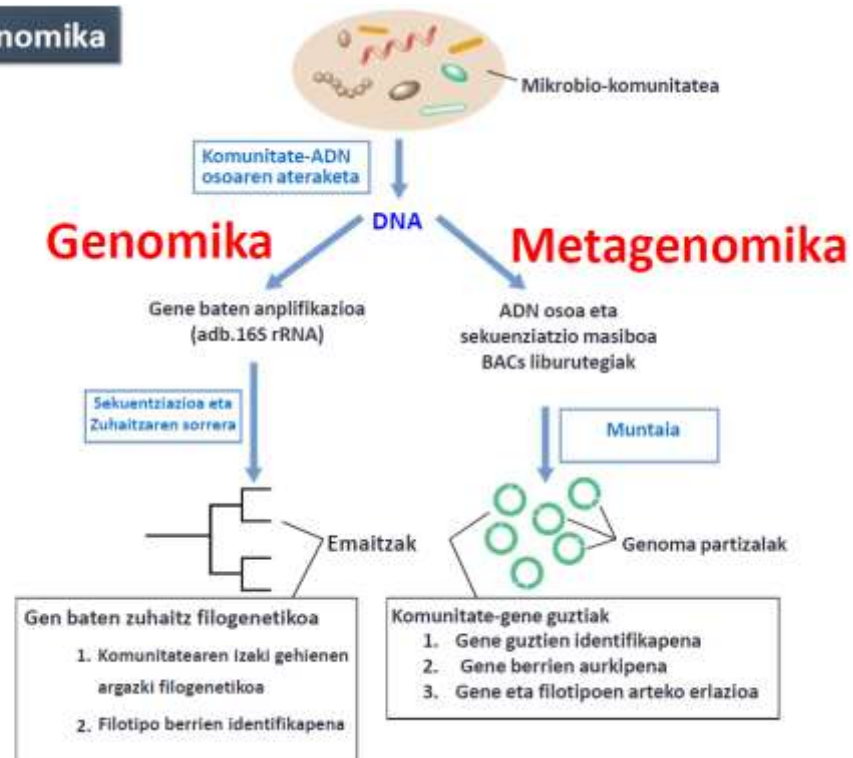 nomika
Mikrobio-komunitatea
Komunitate-ADN
osoaren ateraketa
DNA
Genomika
Metagenomika
Gene baten anplifikazioa
(adb.16S rRNA)
ADN osoa eta
sekuenziatzio masiboa
BACs liburutegiak
Sekuentziazioa eta
Zuhaitzaren sorrera
Muntaia
Emaitzak
Genoma partizalak
Gen baten zuhaitz filogenetikoa
1. Komunitatearen izaki gehienen
argazki filogenetikoa
2. Filotipo berrien identifikapena
Komunitate-gene guztiak
1. Gene guztien identifikapena
2. Gene berrien aurkipena
3. Gene eta filotipoen arteko erlazioa